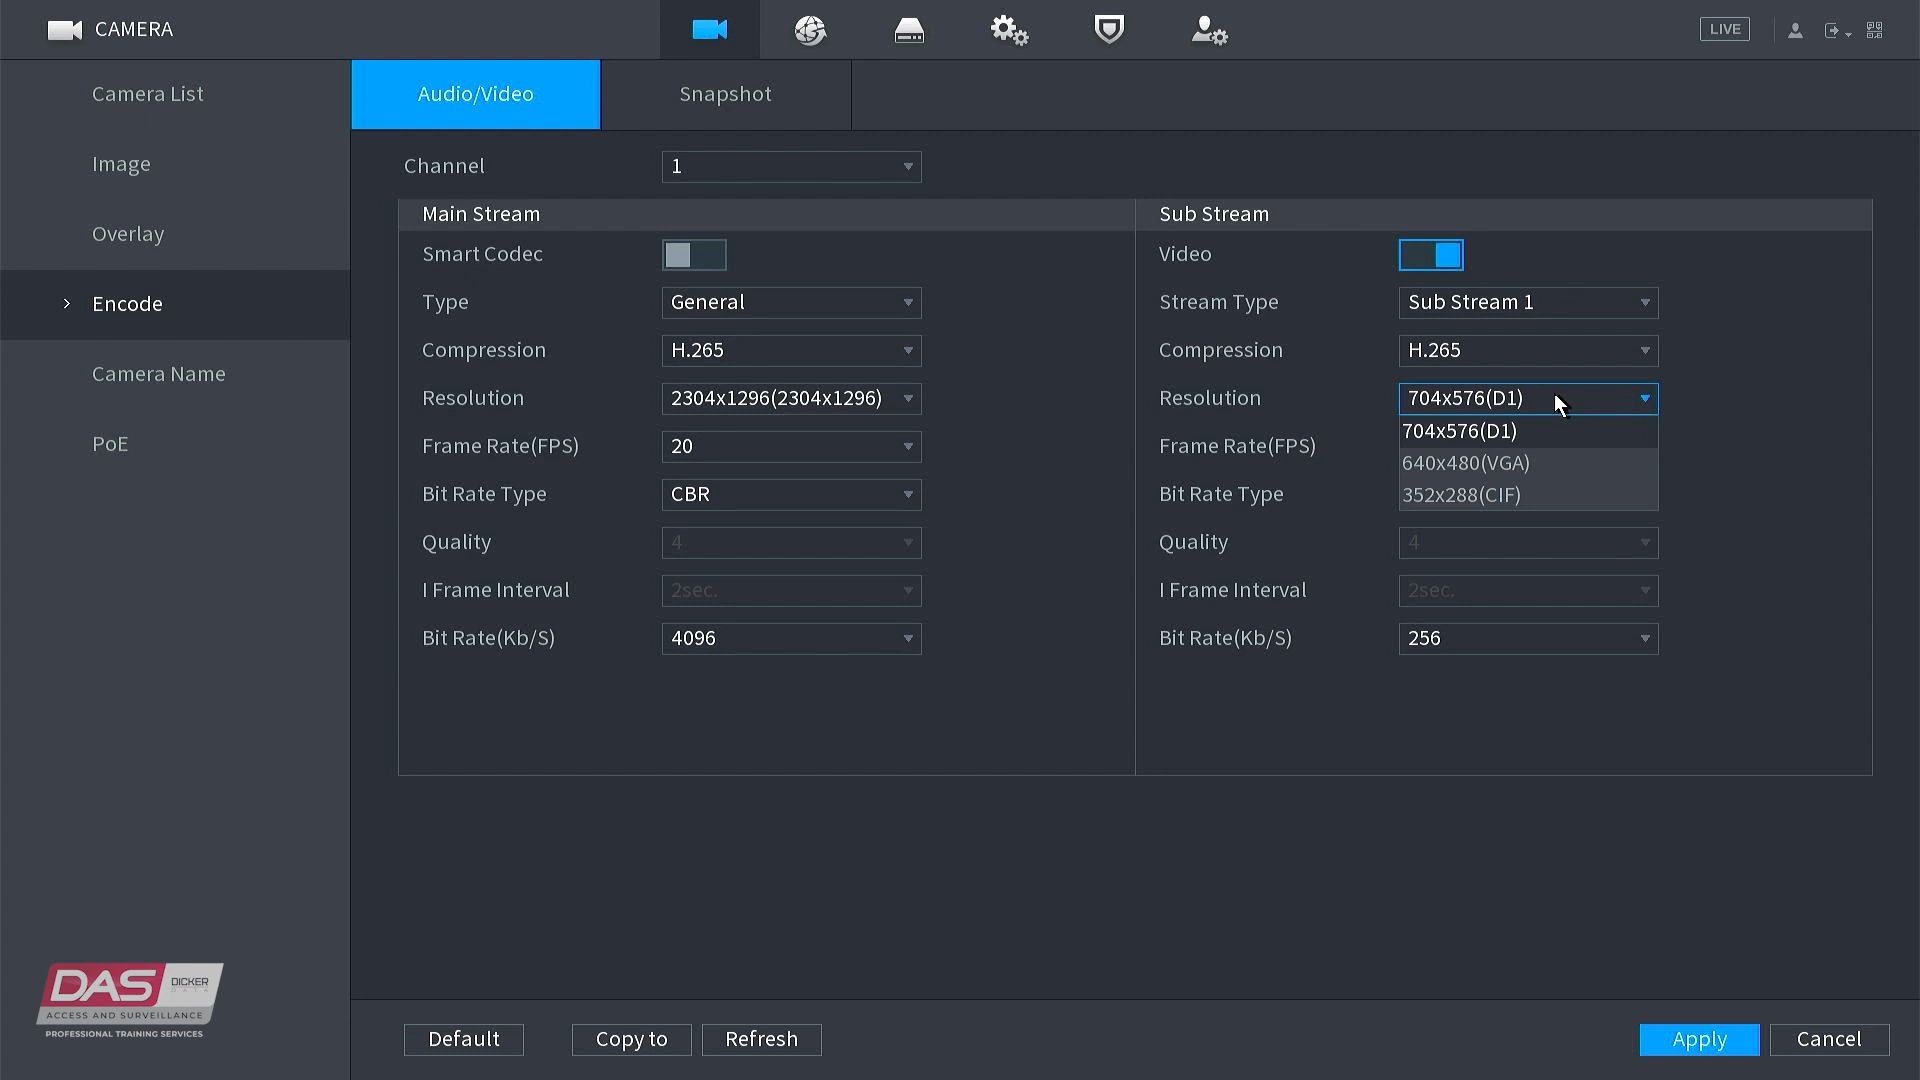 CAMERA
LIVE
Camera List
Image
Overlay
Encode
Camera Name
PoE
Audio/Video
Snapshot
Channel
1
Main Stream
Smart Codec
Type
General
Compression
H.265
Resolution
2304x1296(2304x1296)
Frame Rate(FPS)
20
Bit Rate Type
CBR
Quality
4
I Frame Interval
2sec.
Bit Rate(Kb/S)
4096
Sub Stream
Video
Stream Type
Sub Stream 1
Compression
H.265
Resolution
704x576(D1)
704x576(D1)
640x480(VGA)
352x288(CIF)
Frame Rate(FPS)
Bit Rate Type
Quality
4
I Frame Interval
2sec.
Bit Rate(Kb/S)
256
DAS
DICKER
DATA
ACCESS AND SURVEILLANCE
PROFESSIONAL TRAINING SERVICES
Default
Copy to
Refresh
Apply
Cancel